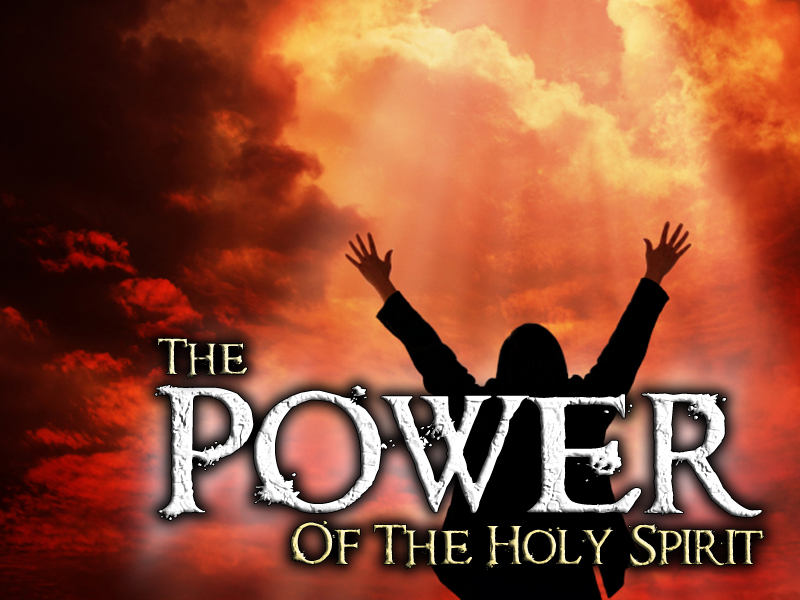 The
Power
Of The Holy Spirit